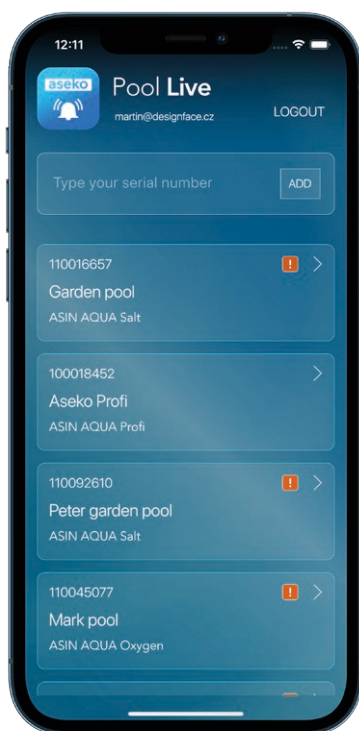 12:11
aseko
Pool Live
martin@designface.cz
LOGOUT
Type your serial number
ADD
110016657
!
Garden pool
ASIN AQUA Salt
100018452
Aseko Profi
ASIN AQUA Profi
110092610
!
Peter garden pool
ASIN AQUA Salt
110045077
!
Mark pool
ASIN AQUA Oxygen